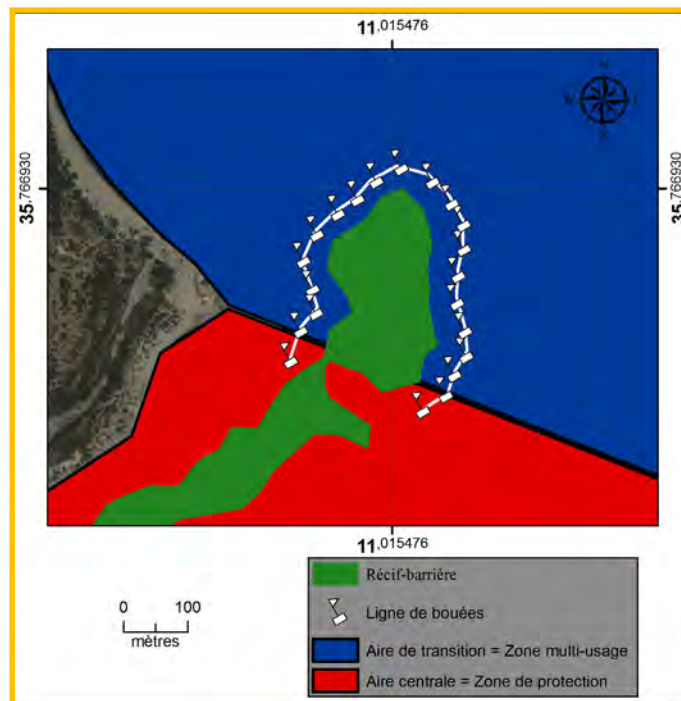 11,015476
N
W E
S
35,766930
35,766930
11,015476
0 100
mètres
Récif-barrière
Ligne de bouées
Aire de transition = Zone multi-usage
Aire centrale = Zone de protection